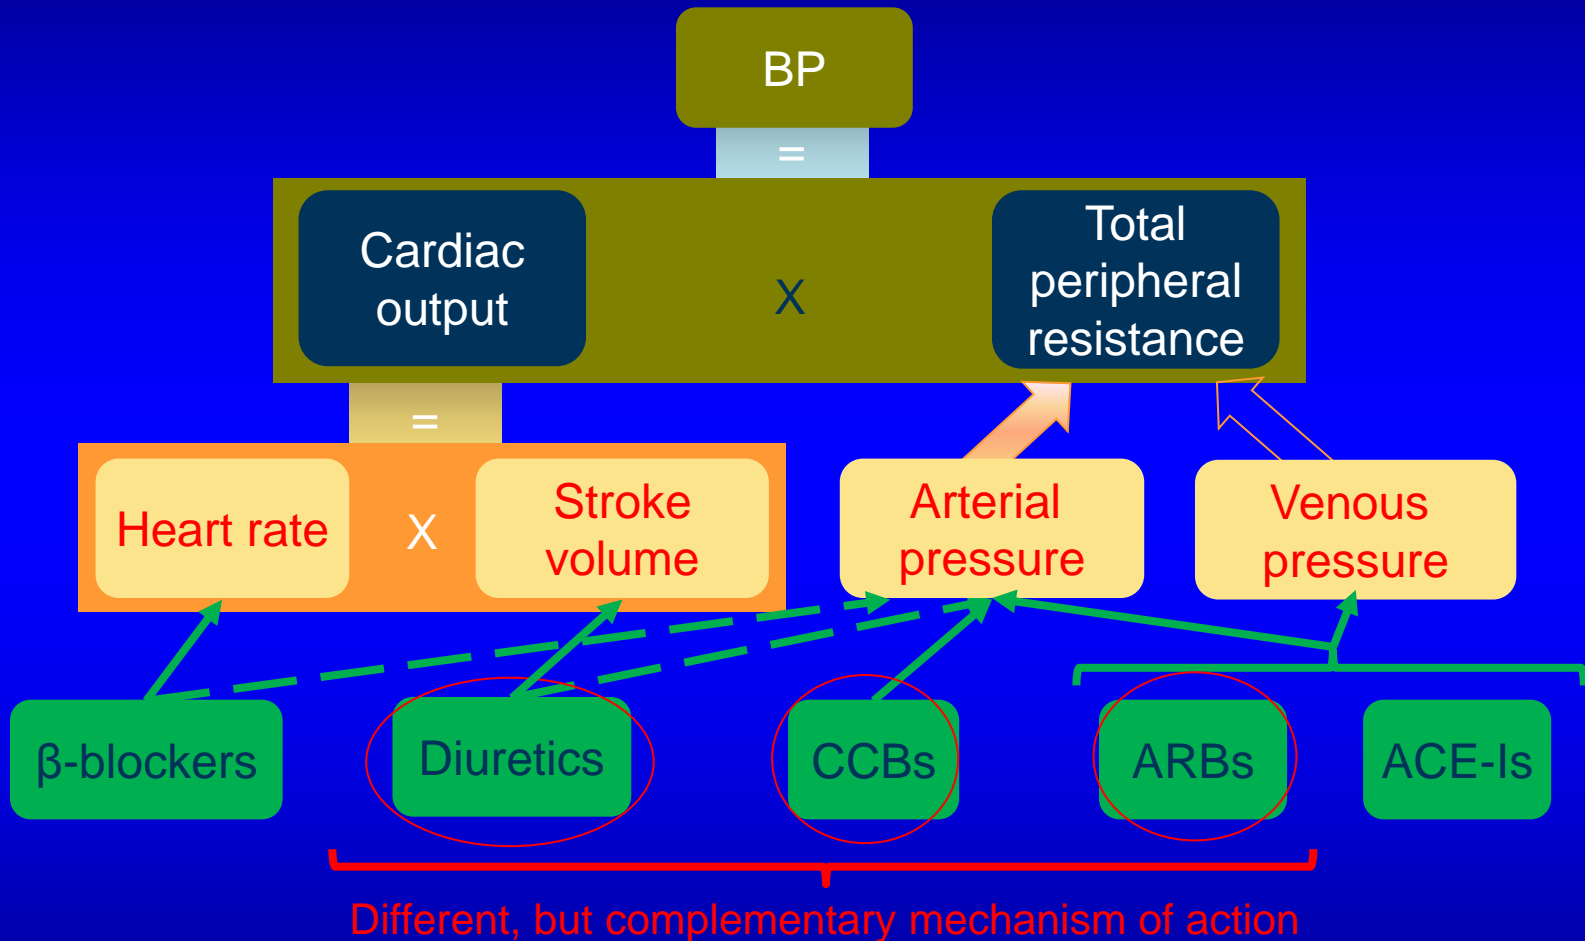 BP
=
Cardiac
output
X
Total
peripheral
resistance
=
Heart rate
X
Stroke
volume
Arterial
pressure
Venous
pressure
β-blockers
Diuretics
CCBs
ARBs
ACE-Is
Different, but complementary mechanism of action